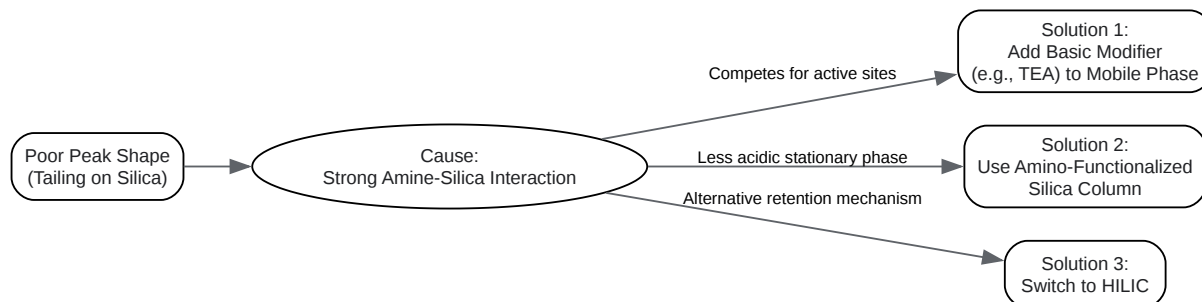 Poor Peak Shape
(Tailing on Silica)
Cause:
Strong Amine-Silica Interaction
Competes for active sites
Less acidic stationary phase
Alternative retention mechanism
Solution 1:
Add Basic Modifier
(e.g., TEA) to Mobile Phase
Solution 2:
Use Amino-Functionalized
Silica Column
Solution 3:
Switch to HILIC